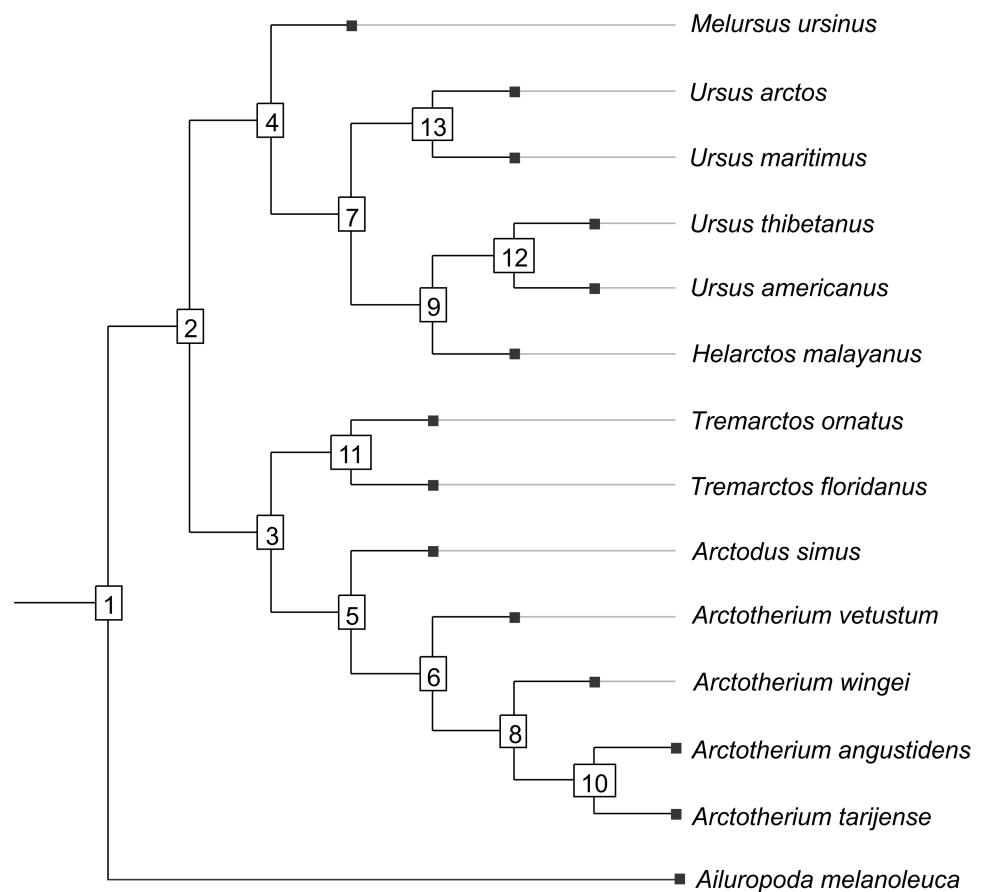 Melursus ursinus
Ursus arctos
4
13
Ursus maritimus
7
Ursus thibetanus
12
Ursus americanus
9
2
Helarctos malayanus
Tremarctos ornatus
11
Tremarctos floridanus
3
Arctodus simus
1
5
Arctotherium vetustum
6
Arctotherium wingei
8
Arctotherium angustidens
10
Arctotherium tarijense
Ailuropoda melanoleuca